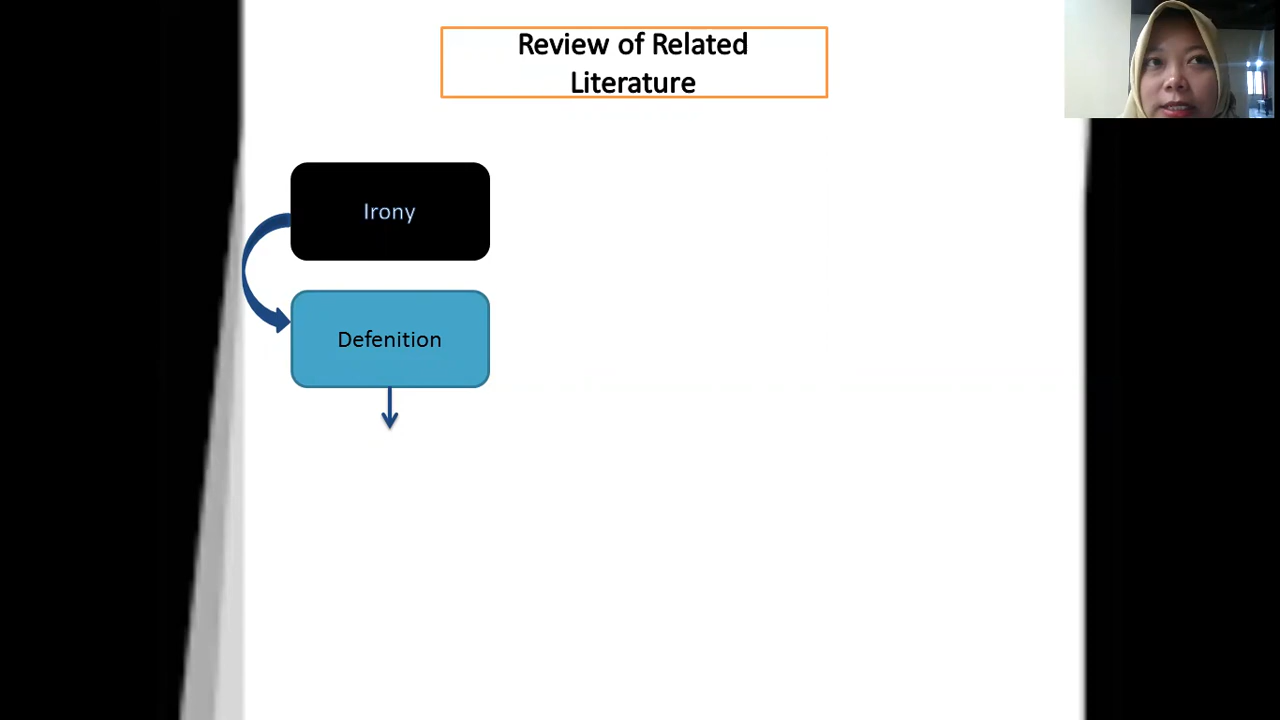 Review of Related
Literature
Irony
Defenition